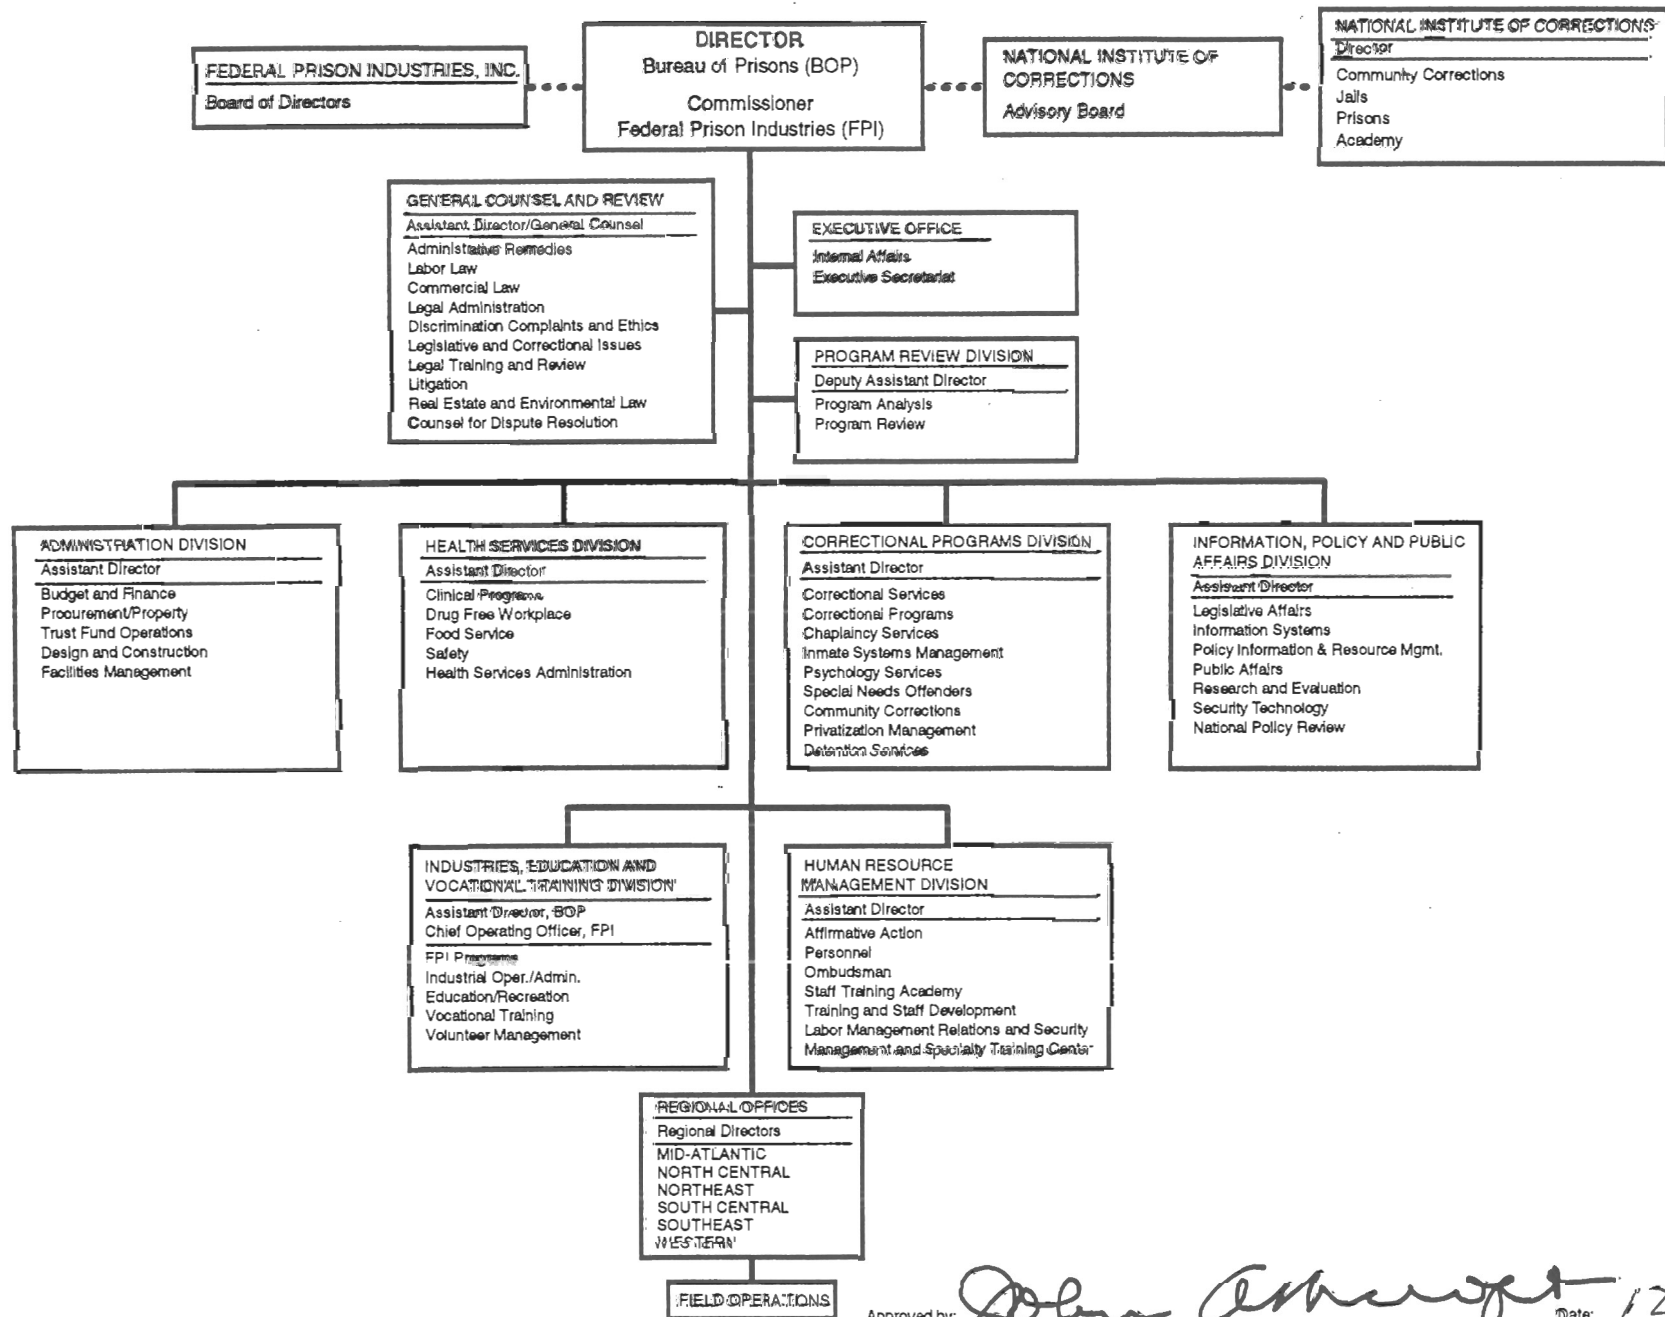 FEDERAL PRISON INDUSTRIES, INC.
Board of Directors
DIRECTOR
Bureau of Prisons (BOP)
Commissioner
Federal Prison Industries (FPI)
NATIONAL INSTITUTE OF
CORRECTIONS
Advisory Board
NATIONAL INSTITUTE OF CORRECTIONS
Director
Community Corrections
Jails
Prisons
Academy
GENERAL COUNSEL AND REVIEW
Assistant Director/General Counsel
Administrative Remedies
Labor Law
Commercial Law
Legal Administration
Discrimination Complaints and Ethics
Legislative and Correctional Issues
Legal Training and Review
Litigation
Real Estate and Environmental Law
Counsel for Dispute Resolution
EXECUTIVE OFFICE
Internal Affairs
Executive Secretariat
PROGRAM REVIEW DIVISION
Deputy Assistant Director
Program Analysis
Program Review
ADMINISTRATION DIVISION
Assistant Director
Budget and Finance
Procurement/Property
Trust Fund Operations
Design and Construction
Facilities Management
HEALTH SERVICES DIVISION
Assistant Director
Clinical Programs
Drug Free Workplace
Food Service
Safety
Health Services Administration
CORRECTIONAL PROGRAMS DIVISION
Assistant Director
Correctional Services
Correctional Programs
Chaplaincy Services
Inmate Systems Management
Psychology Services
Special Needs Offenders
Community Corrections
Privatization Management
Detention Services
INFORMATION, POLICY AND PUBLIC
AFFAIRS DIVISION
Assistant Director
Legislative Affairs
Information Systems
Policy Information & Resource Mgmt.
Public Affairs
Research and Evaluation
Security Technology
National Policy Review
INDUSTRIES, EDUCATION AND
VOCATIONAL TRAINING DIVISION
Assistant Director, BOP
Chief Operating Officer, FPI
FPI Programs
Industrial Oper./Admin.
Education/Recreation
Vocational Training
Volunteer Management
HUMAN RESOURCE
MANAGEMENT DIVISION
Assistant Director
Affirmative Action
Personnel
Ombudsman
Staff Training Academy
Training and Staff Development
Labor Management Relations and Security
Management and Specialty Training Center
REGIONAL OFFICES
Regional Directors
MID-ATLANTIC
NORTH CENTRAL
NORTHEAST
SOUTH CENTRAL
SOUTHEAST
WESTERN
FIELD OPERATIONS
Approved by: John Ashcroft Date: 12